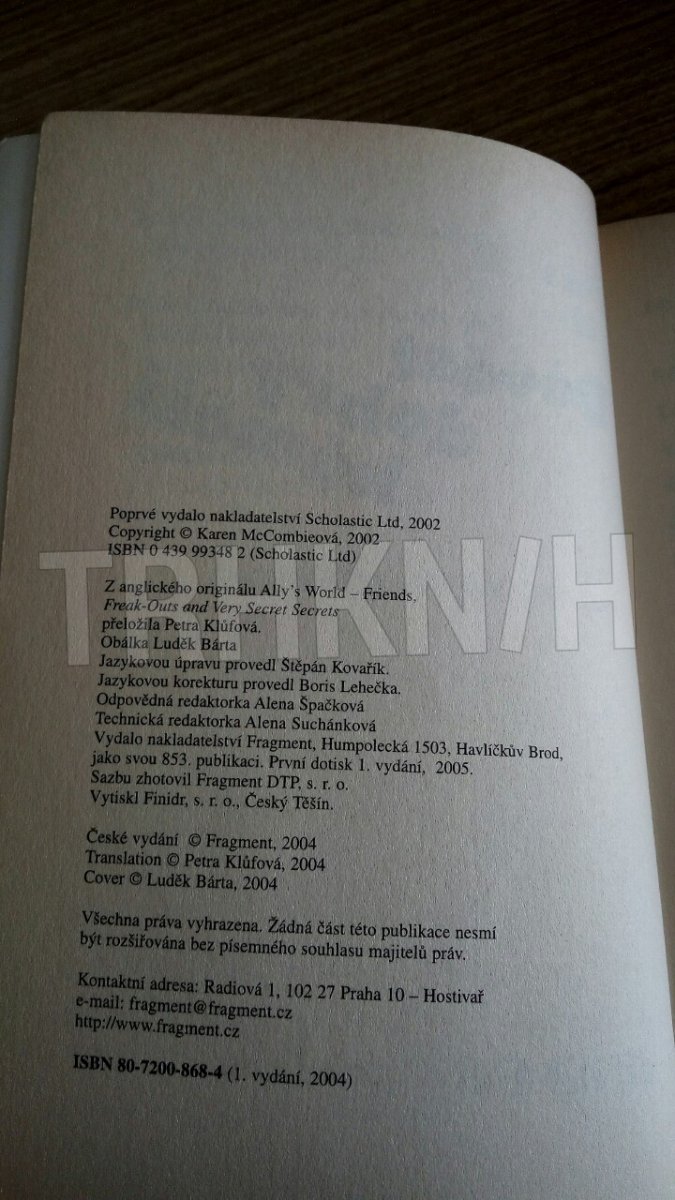 Poprvé vydalo nakladatelství Scholastic Ltd, 2002
Copyright © Karen McCombieová, 2002
ISBN 0 439 99348 2 (Scholastic Ltd)
Z anglického originálu Ally's World – Friends,
Freak-Outs and Very Secret Secrets
přeložila Petra Klůfová.
Obálka Luděk Bárta
Jazykovou úpravu provedl Štěpán Kovařík.
Jazykovou korekturu provedl Boris Lehečka.
Odpovědná redaktorka Alena Špačková
Technická redaktorka Alena Suchánková
Vydalo nakladatelství Fragment, Humpolecká 1503, Havlíčkův Brod,
jako svou 853. publikaci. První dotisk 1. vydání, 2005.
Sazbu zhotovil Fragment DTP, s. r. o.
Vytiskl Finidr, s. r. o., Český Těšín.
České vydání © Fragment, 2004
Translation © Petra Klůfová, 2004
Cover © Luděk Bárta, 2004
Všechna práva vyhrazena. Žádná část této publikace nesmí
být rozšiřována bez písemného souhlasu majitelů práv.
Kontaktní adresa: Radiová 1, 102 27 Praha 10 – Hostivař
e-mail: fragment@fragment.cz
http://www.fragment.cz
ISBN 80-7200-868-4 (1. vydání, 2004)